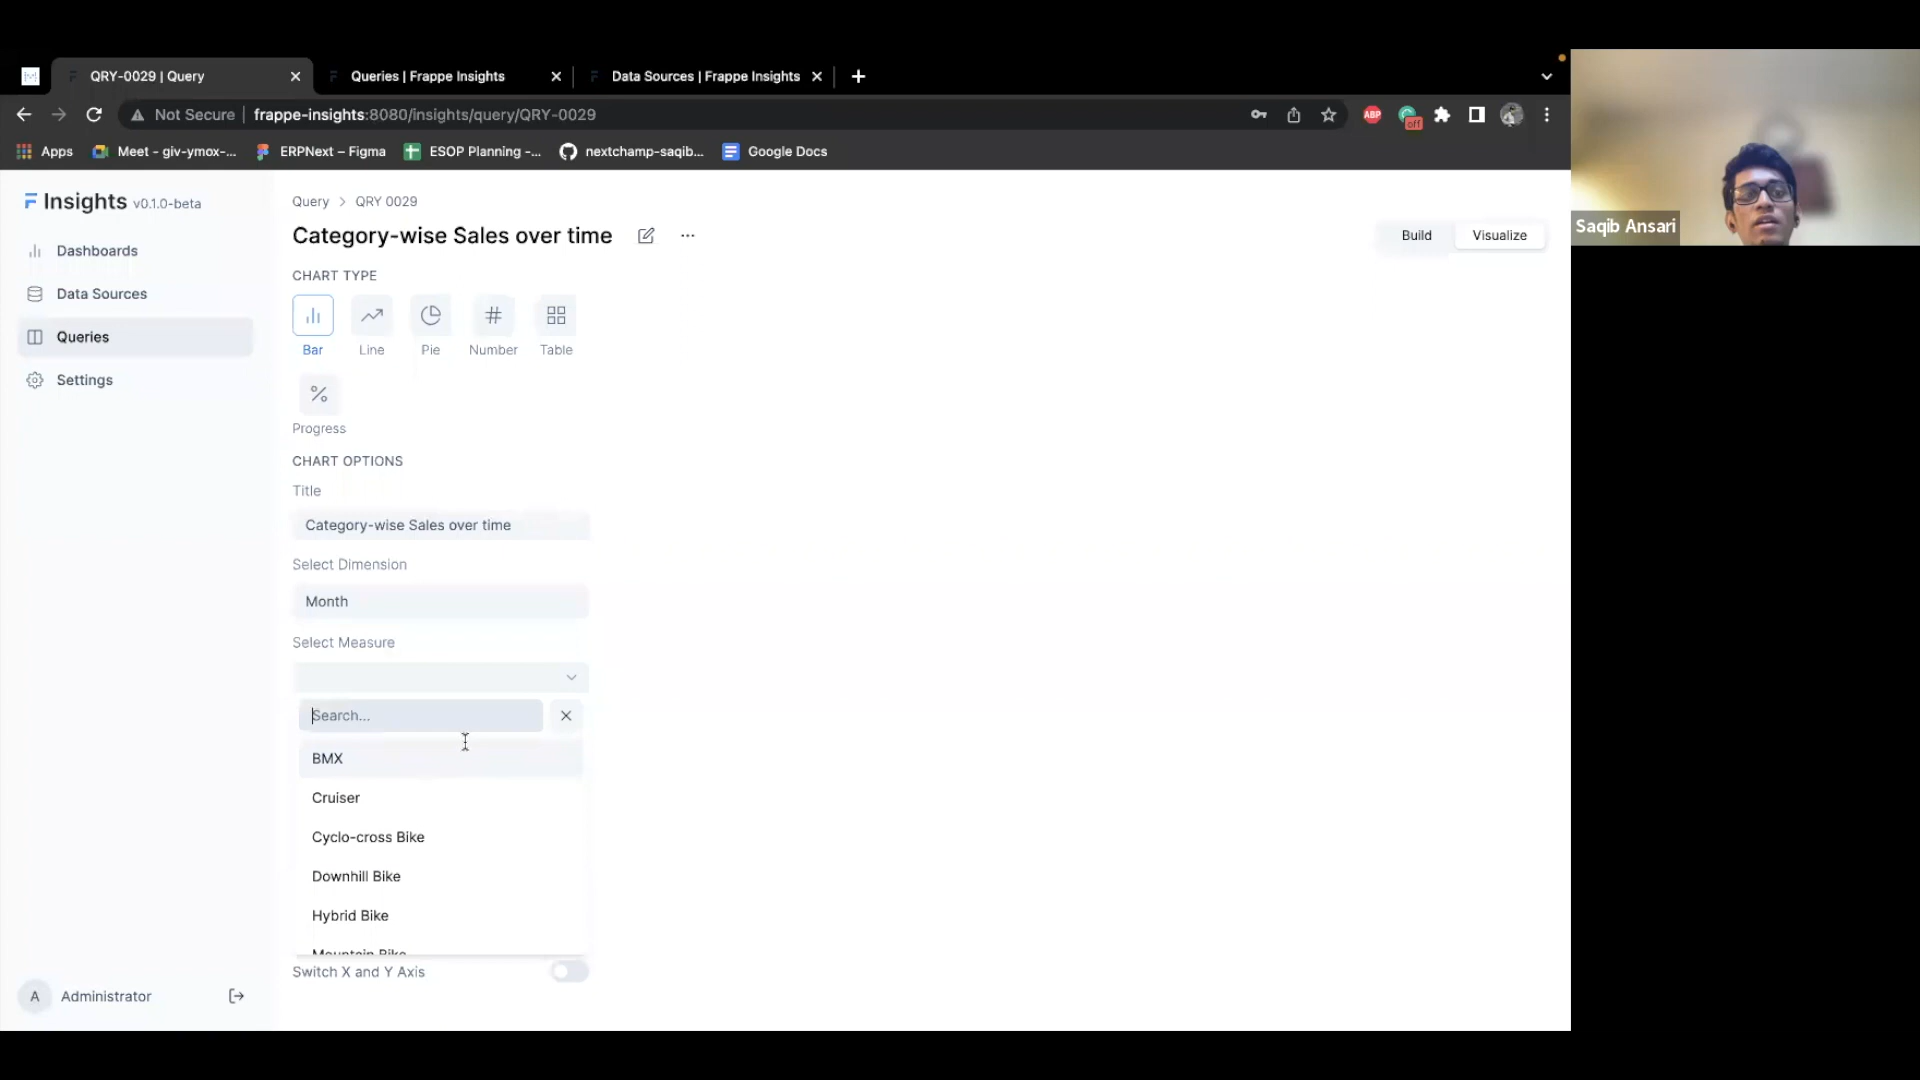 QRY-0029 | Query
Queries | Frappe Insights
Data Sources | Frappe Insights
Not Secure
frappe-insights:8080/insights/query/QRY-0029
ABP
off
Apps
Meet - giv-ymox-...
ERPNext – Figma
ESOP Planning -...
nextchamp-saqib...
Google Docs
Saqib Ansari
Insights v0.1.0-beta
Dashboards
Data Sources
Queries
Settings
Query > QRY 0029
Category-wise Sales over time
...
Build
Visualize
CHART TYPE
Bar
Line
Pie
Number
Table
Progress
CHART OPTIONS
Title
Category-wise Sales over time
Select Dimension
Month
Select Measure
Search...
BMX
Cruiser
Cyclo-cross Bike
Downhill Bike
Hybrid Bike
Mountain Bike
Switch X and Y Axis
A
Administrator